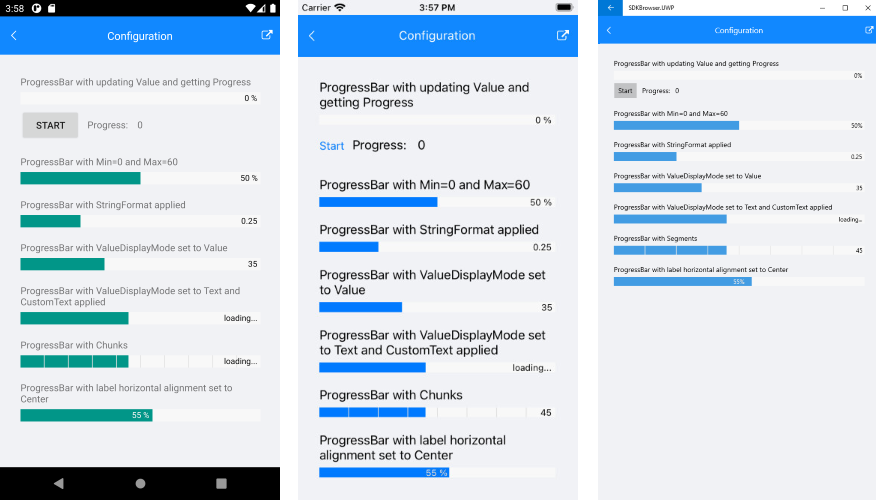 3:58
Configuration
ProgressBar with updating Value and getting Progress
0 %
START Progress: 0
ProgressBar with Min=0 and Max=60
50 %
ProgressBar with StringFormat applied
0.25
ProgressBar with ValueDisplayMode set to Value
35
ProgressBar with ValueDisplayMode set to Text and
CustomText applied
loading...
ProgressBar with Chunks
loading...
ProgressBar with label horizontal alignment set to
Center
55 %
Carrier 3:57 PM
Configuration
ProgressBar with updating Value and
getting Progress
0 %
Start Progress: 0
ProgressBar with Min=0 and Max=60
50 %
ProgressBar with StringFormat applied
0.25
ProgressBar with ValueDisplayMode set
to Value
35
ProgressBar with ValueDisplayMode set
to Text and CustomText applied
loading...
ProgressBar with Chunks
45
ProgressBar with label horizontal
alignment set to Center
55 %
SDKBrowser.UWP
Configuration
ProgressBar with updating Value and getting Progress
0%
Start Progress: 0
ProgressBar with Min=0 and Max=60
50%
ProgressBar with StringFormat applied
0.25
ProgressBar with ValueDisplayMode set to Value
35
ProgressBar with ValueDisplayMode set to Text and CustomText applied
loading...
ProgressBar with Segments
45
ProgressBar with label horizontal alignment set to Center
55%